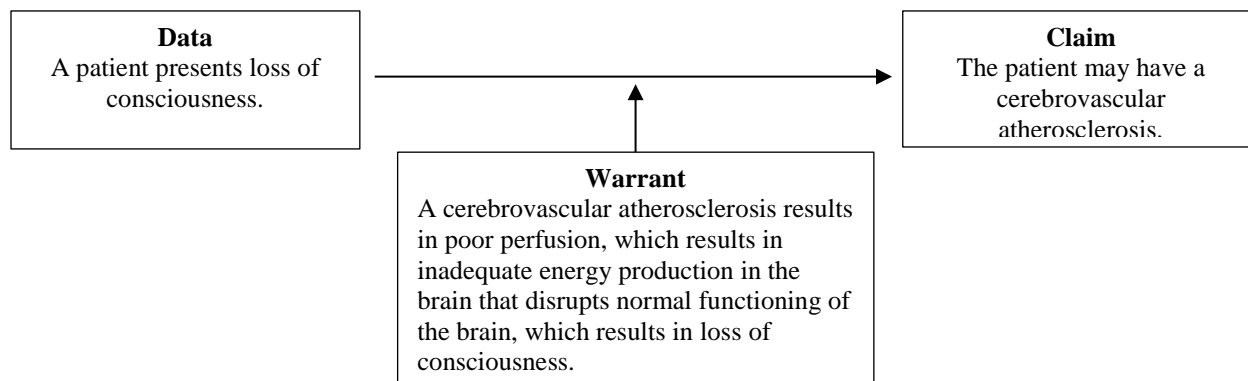 Data
A patient presents loss of
consciousness.
Claim
The patient may have a
cerebrovascular
atherosclerosis.
Warrant
A cerebrovascular atherosclerosis results
in poor perfusion, which results in
inadequate energy production in the
brain that disrupts normal functioning of
the brain, which results in loss of
consciousness.